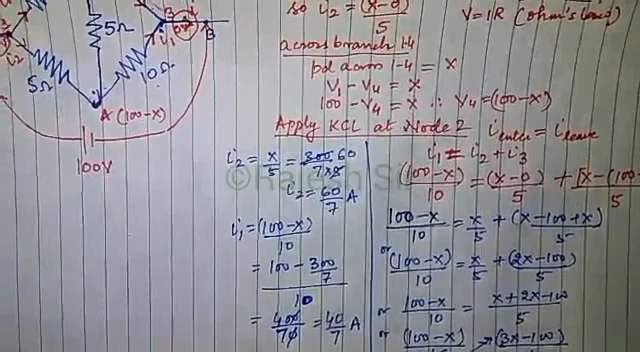 so i₂ = (x-0)/5
V = IR (ohm's law)
across branch 14
pd across 1-4 = x
V₁ - V₄ = x
100 - V₄ = x ∴ V₄ = (100-x)
Apply KCL at Node 2 i enter = i leave
i₁ = i₂ + i₃
(100-x)/10 = (x-0)/5 + [x-(100-/5
(100-x)/10 = x/5 + (x-100+x)/5
or (100-x)/10 = x/5 + (2x-100)/5
or 100-x/10 = x+2x-100/5
or (100-x) (3x-100)
i₂ = x/5 = 300 60/7×5
i₂ = 60/7 A
i₁ = (100-x)/10
= 100 - 300/7
10
= 400/70 = 40/7 A
5Ω
i₁
B
i₂
5Ω
10Ω
A (100-x)
100V